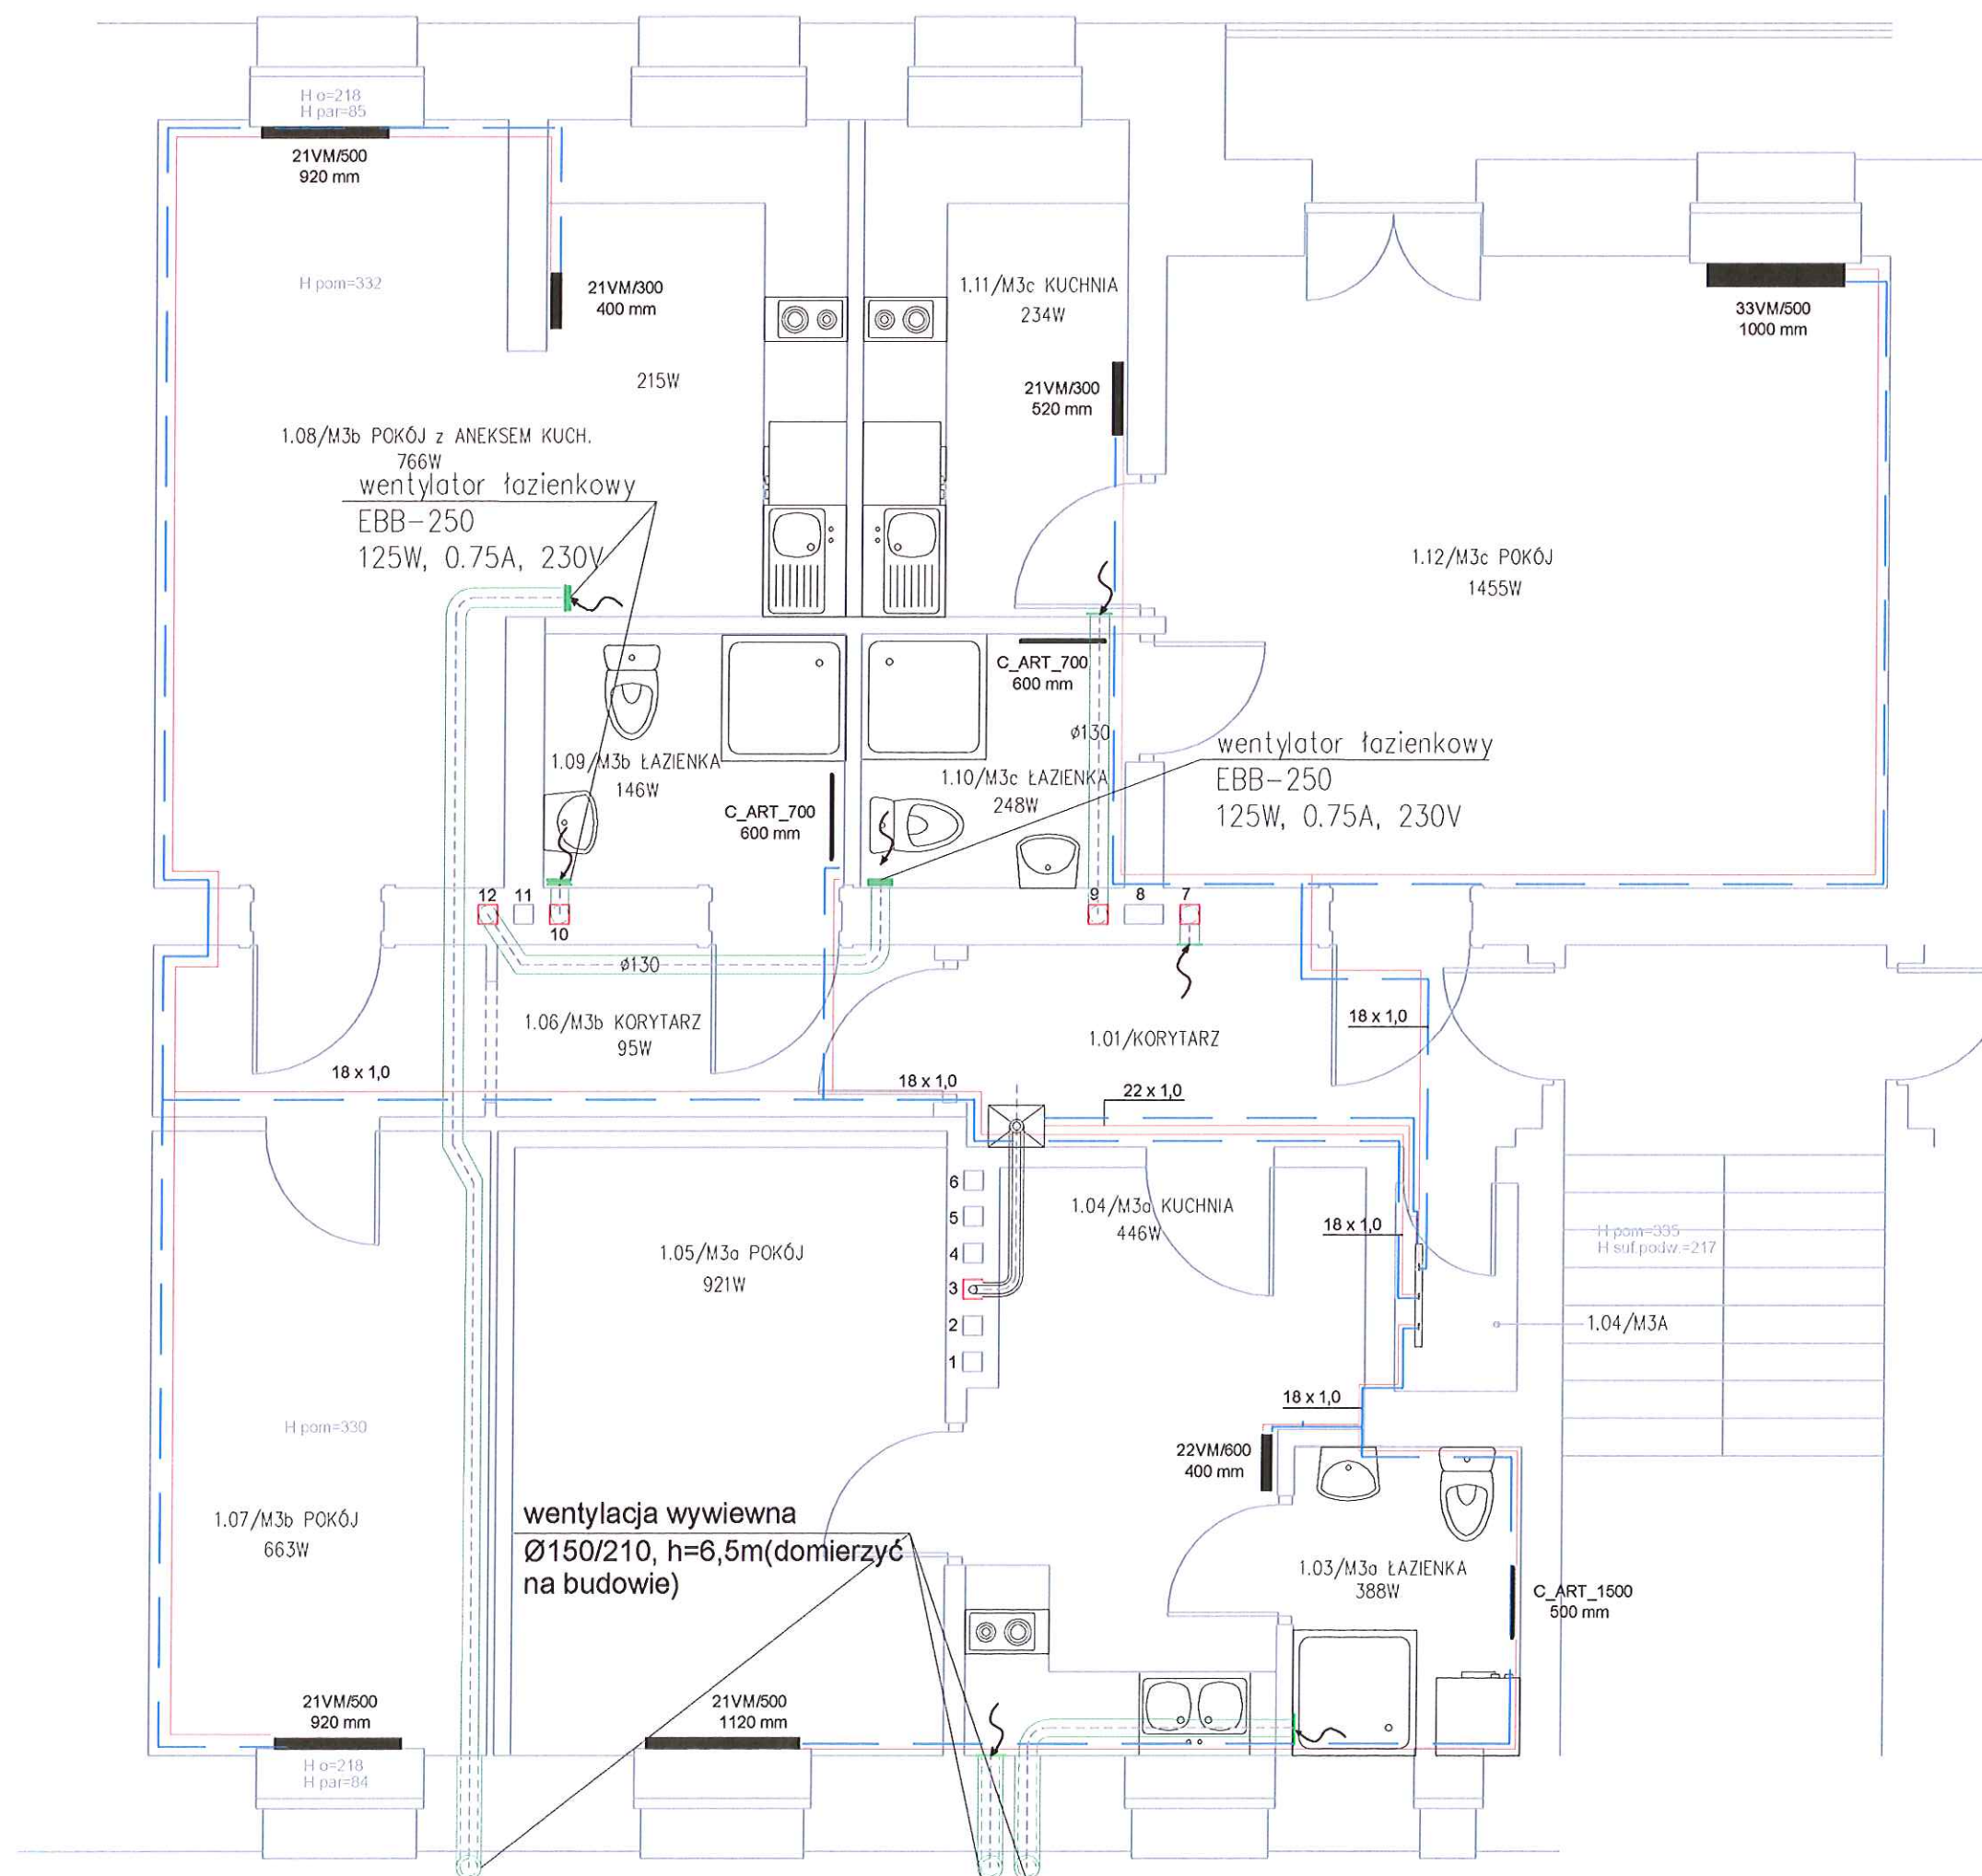 H o=218
H par=85
21VM/500
920 mm
H pom=332
21VM/300
400 mm
1.11/M3c KUCHNIA
234W
33VM/500
1000 mm
215W
21VM/300
520 mm
1.08/M3b POKÓJ z ANEKSEM KUCH.
766W
wentylator łazienkowy
EBB-250
125W, 0.75A, 230V
1.12/M3c POKÓJ
1455W
C_ART_700
600 mm
ø130
1.09/M3b ŁAZIENKA
146W
C_ART_700
600 mm
1.10/M3c ŁAZIENKA
248W
wentylator łazienkowy
EBB-250
125W, 0.75A, 230V
12
11
10
9
8
7
ø130
1.06/M3b KORYTARZ
95W
1.01/KORYTARZ
18 x 1,0
18 x 1,0
18 x 1,0
22 x 1,0
6
5
4
3
2
1
1.04/M3a KUCHNIA
446W
18 x 1,0
H pom=335
H suf.podw.=217
1.05/M3a POKÓJ
921W
1.04/M3A
18 x 1,0
H pom=330
22VM/600
400 mm
1.07/M3b POKÓJ
663W
wentylacja wywiewna
Ø150/210, h=6,5m(domierzyć
na budowie)
1.03/M3a ŁAZIENKA
388W
C_ART_1500
500 mm
21VM/500
920 mm
21VM/500
1120 mm
H o=218
H par=84